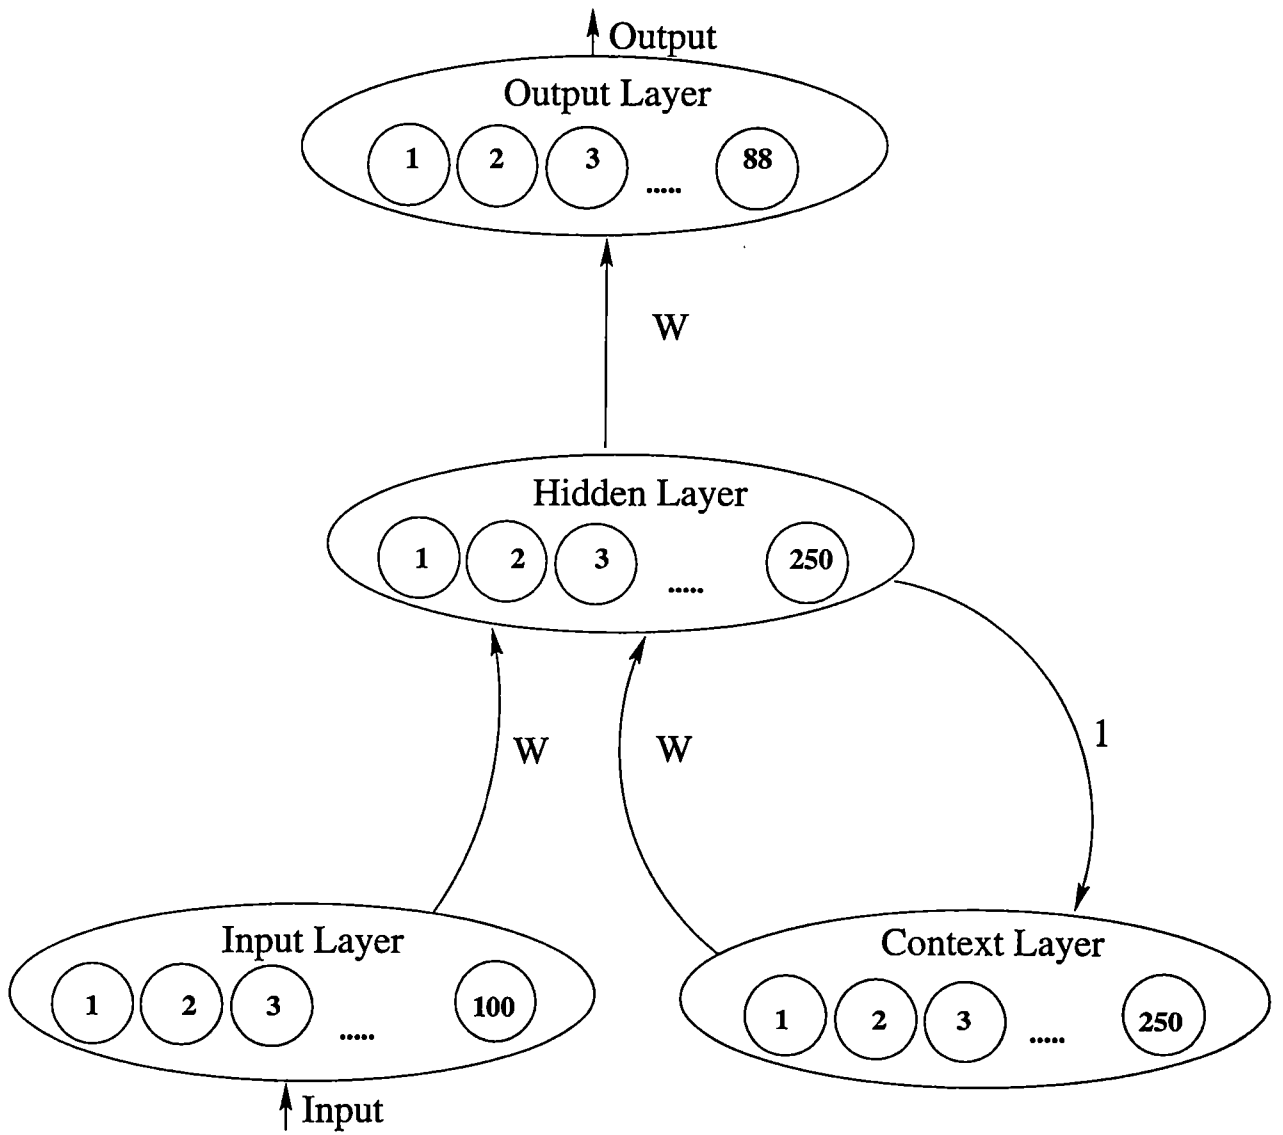 Output
Output Layer
1 2 3 ..... 88
W
Hidden Layer
1 2 3 ..... 250
W W 1
Input Layer
1 2 3 ..... 100
Context Layer
1 2 3 ..... 250
Input